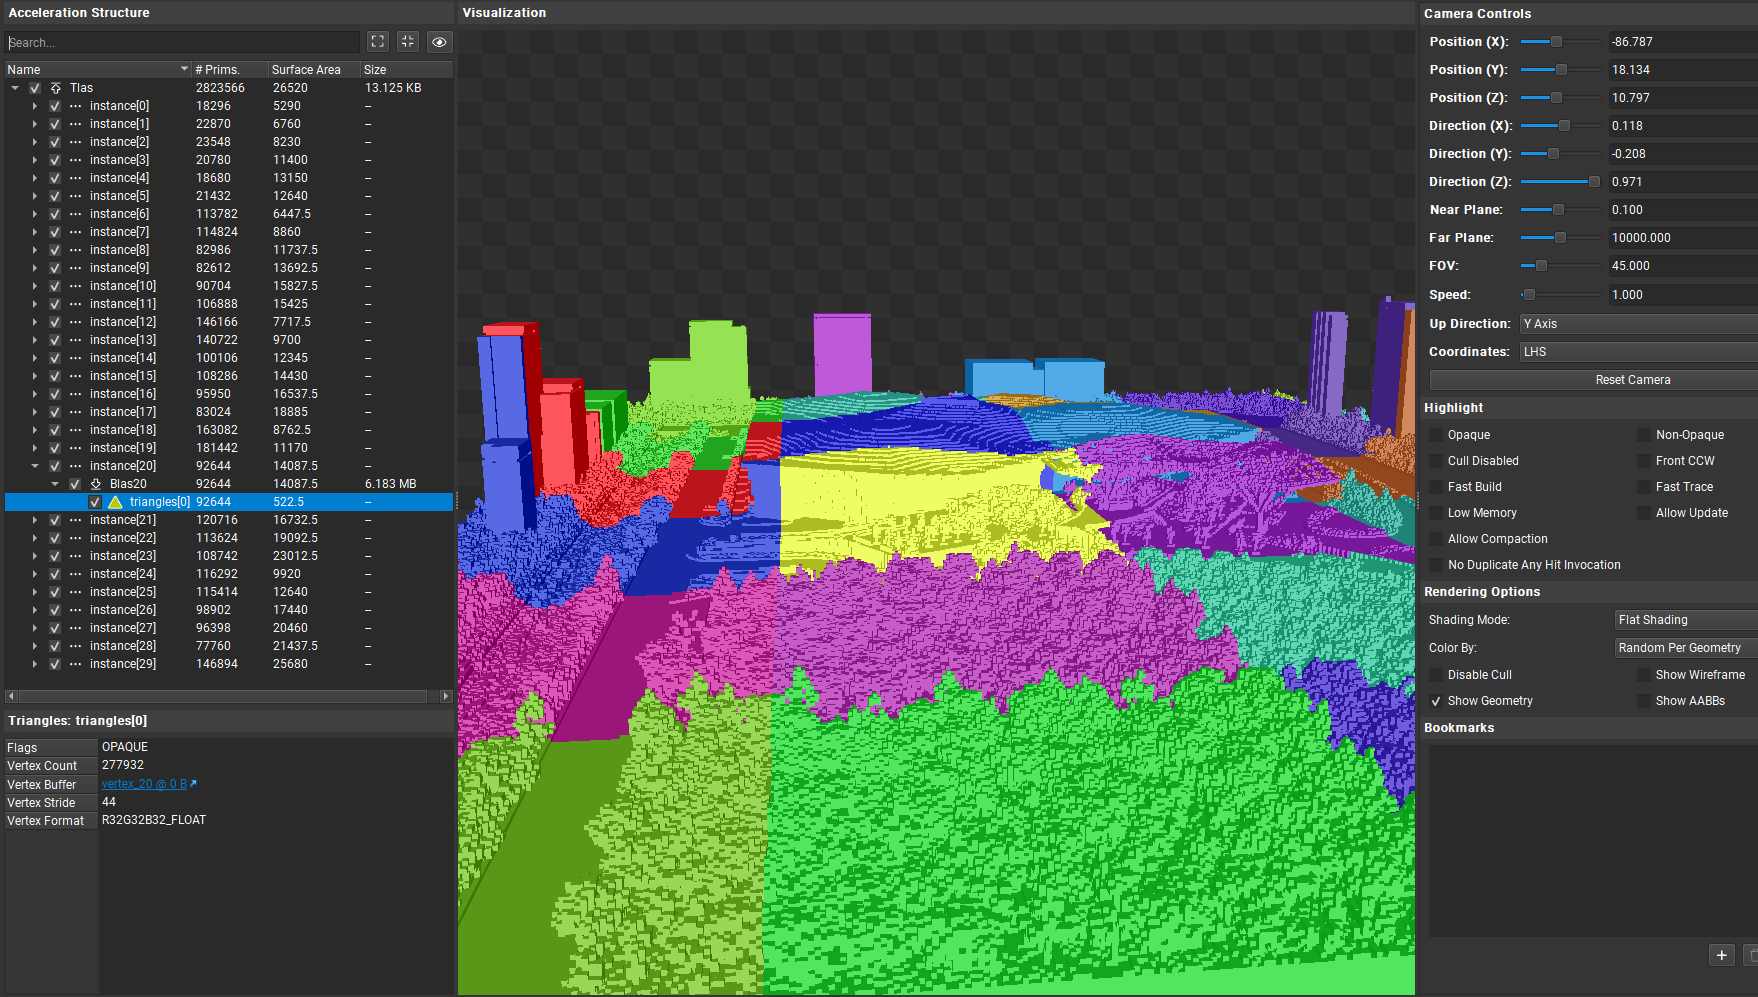 Acceleration Structure
Search...
Name # Prims. Surface Area Size
Tlas 2823566 26520 13.125 KB
instance[0] 18296 5290 --
instance[1] 22870 6760 --
instance[2] 23548 8230 --
instance[3] 20780 11400 --
instance[4] 18680 13150 --
instance[5] 21432 12640 --
instance[6] 113782 6447.5 --
instance[7] 114824 8860 --
instance[8] 82986 11737.5 --
instance[9] 82612 13692.5 --
instance[10] 90704 15827.5 --
instance[11] 106888 15425 --
instance[12] 146166 7717.5 --
instance[13] 140722 9700 --
instance[14] 100106 12345 --
instance[15] 108286 14430 --
instance[16] 95950 16537.5 --
instance[17] 83024 18885 --
instance[18] 163082 8762.5 --
instance[19] 181442 11170 --
instance[20] 92644 14087.5 --
Blas20 92644 14087.5 6.183 MB
triangles[0] 92644 522.5
instance[21] 120716 16732.5 --
instance[22] 113624 19092.5 --
instance[23] 108742 23012.5 --
instance[24] 116292 9920 --
instance[25] 115414 12640 --
instance[26] 98902 17440 --
instance[27] 96398 20460 --
instance[28] 77760 21437.5 --
instance[29] 146894 25680 --
Triangles: triangles[0]
Flags OPAQUE
Vertex Count 277932
Vertex Buffer vertex_20 @ 0 B
Vertex Stride 44
Vertex Format R32G32B32_FLOAT
Visualization
Camera Controls
Position (X): -86.787
Position (Y): 18.134
Position (Z): 10.797
Direction (X): 0.118
Direction (Y): -0.208
Direction (Z): 0.971
Near Plane: 0.100
Far Plane: 10000.000
FOV: 45.000
Speed: 1.000
Up Direction: Y Axis
Coordinates: LHS
Reset Camera
Highlight
Opaque Non-Opaque
Cull Disabled Front CCW
Fast Build Fast Trace
Low Memory Allow Update
Allow Compaction
No Duplicate Any Hit Invocation
Rendering Options
Shading Mode: Flat Shading
Color By: Random Per Geometry
Disable Cull Show Wireframe
Show Geometry Show AABBs
Bookmarks